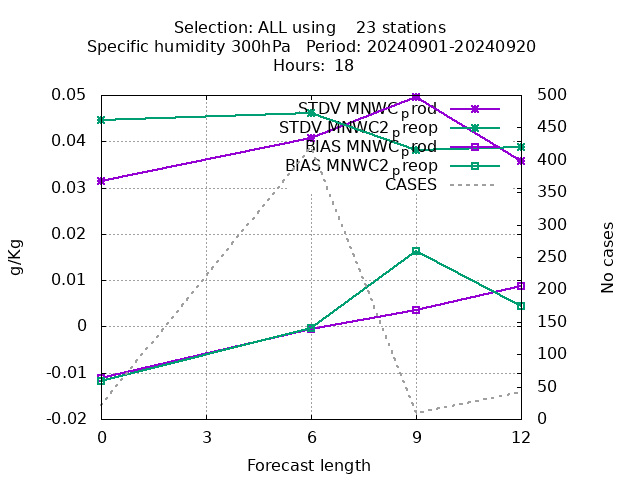 Selection: ALL using    23 stations
Specific humidity 300hPa   Period: 20240901-20240920
Hours:  18
STDV MNWC_prod
STDV MNWC2_preop
BIAS MNWC_prod
BIAS MNWC2_preop
CASES
0.05
0.04
0.03
0.02
0.01
0
-0.01
-0.02
500
450
400
350
300
250
200
150
100
50
0
0 3 6 9 12
g/Kg
No cases
Forecast length